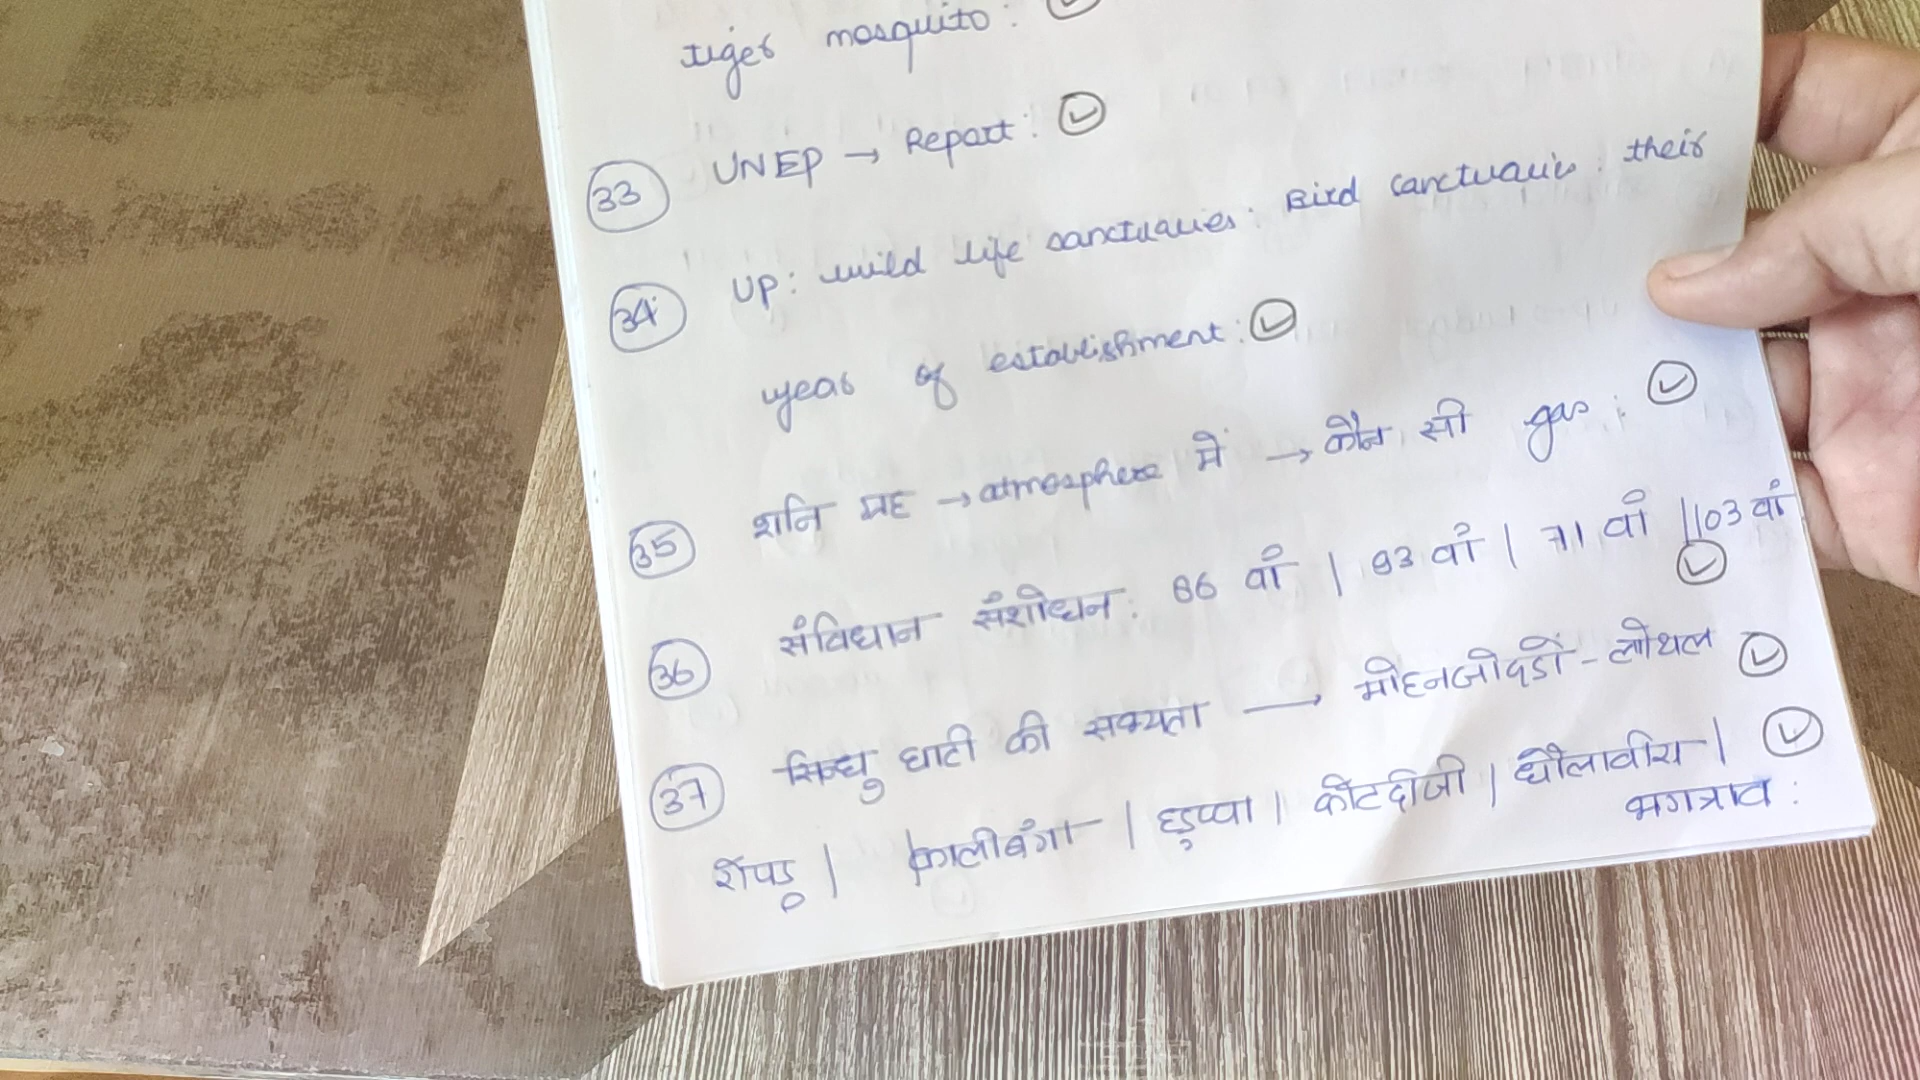 tiger mosquito :
33 UNEP → Report :
34 UP : wild life sanctuaries : Bird sanctuaries : their
year of establishment :
35 शनि ग्रह → atmosphere में → कौन सी gas :
36 संविधान संशोधन : 86 वाँ | 93 वाँ | 71 वाँ | 103 वाँ
37 सिन्धु घाटी की सभ्यता → मोहनजोदड़ों - लोथल
रोपड़ | कालीबंगा | हड़प्पा | कोटदीजी | धौलावीरा |
भगत्राव :